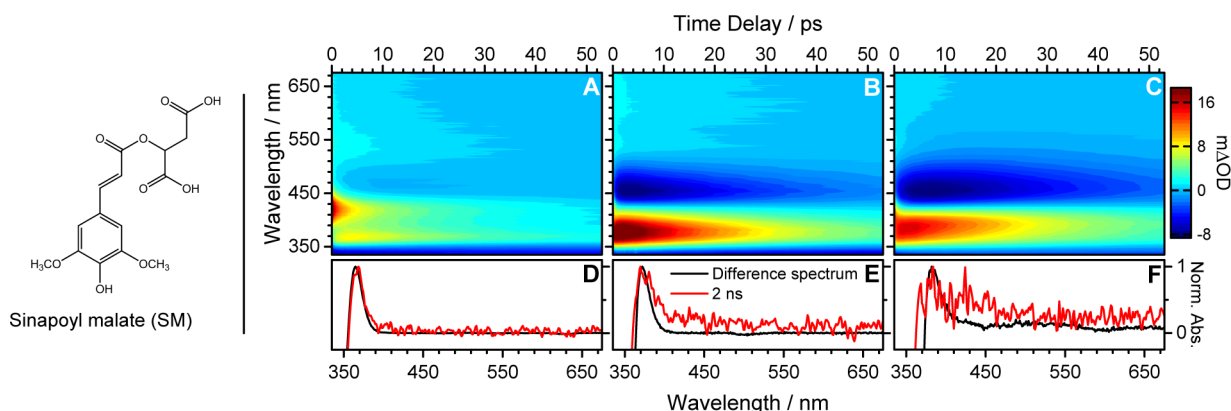 Time Delay / ps
0 10 20 30 40 50 0 10 20 30 40 50 0 10 20 30 40 50
Wavelength / nm
650
550
450
350
A B C
16
8
0
-8
mΔOD
O OH
O
O
O OH
H₃CO OCH₃
OH
Sinapoyl malate (SM)
D E F
Difference spectrum
2 ns
1
0
Norm. Abs.
350 450 550 650 350 450 550 650 350 450 550 650
Wavelength / nm